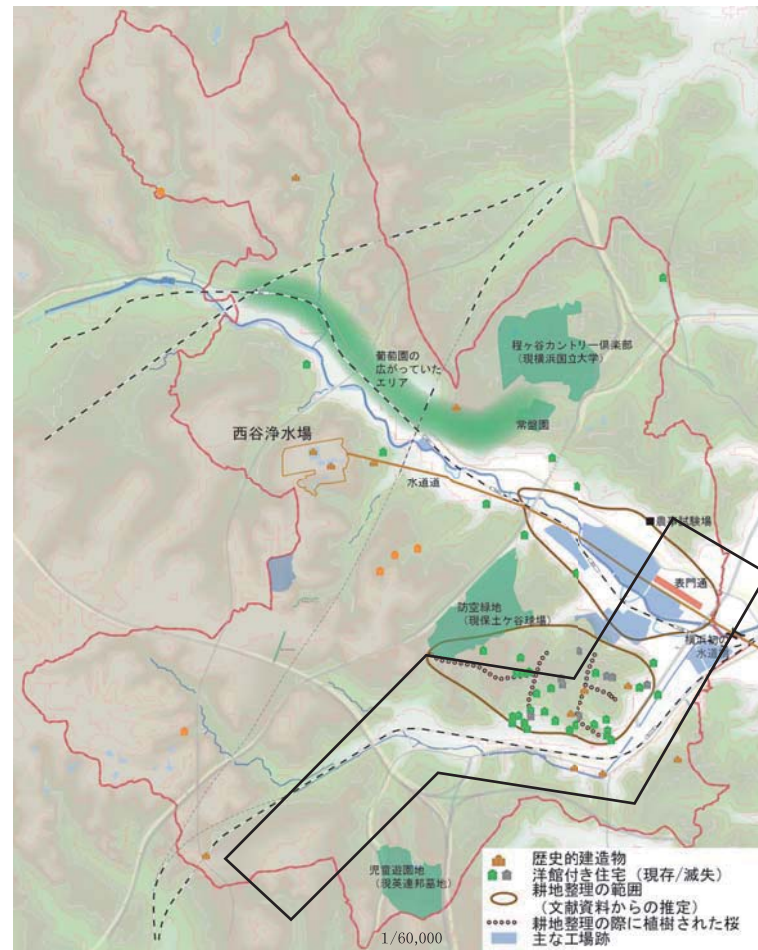 葡萄園の
広がっていた
エリア
程ヶ谷カントリー倶楽部
(現横浜国立大学)
常盤園
西谷浄水場
水道道
■農事試験場
表門通
防空緑地
(現保土ケ谷球場)
横浜初の
水道道
児童遊園地
(現英連邦墓地)
1/60,000
歴史的建造物
洋館付き住宅(現存/滅失)
耕地整理の範囲
(文献資料からの推定)
耕地整理の際に植樹された桜
主な工場跡